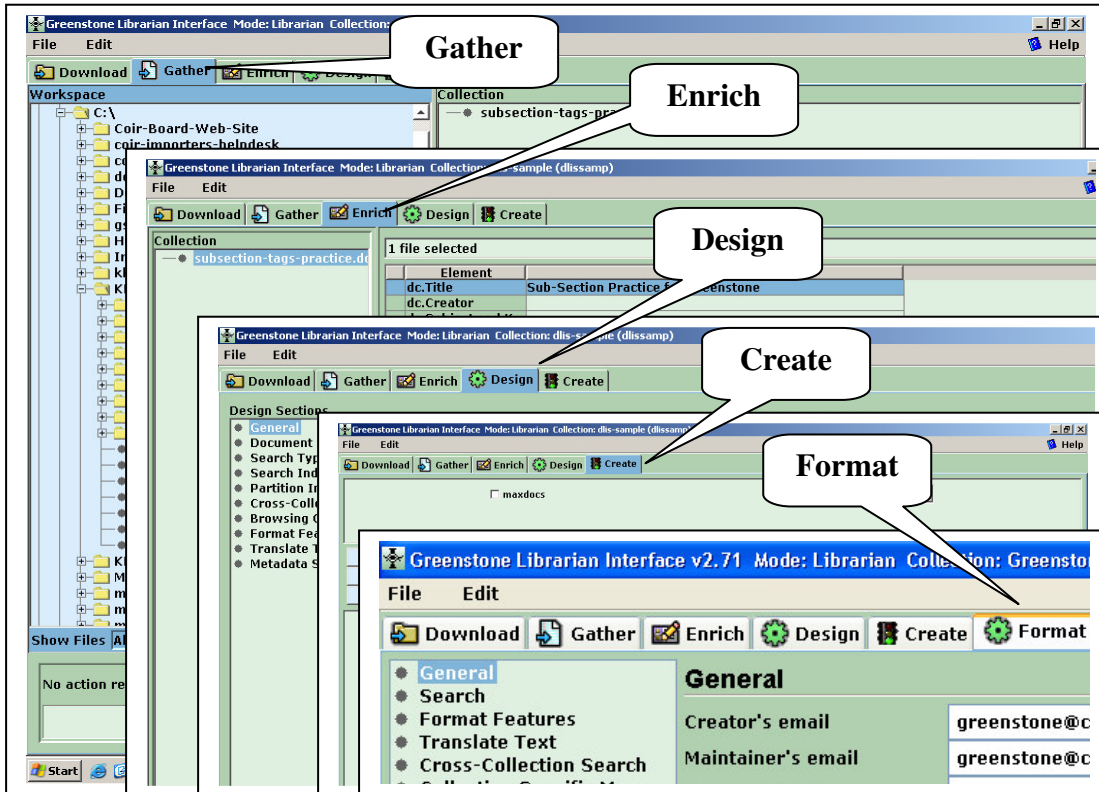 Greenstone Librarian Interface Mode: Librarian Collection:
File Edit Help
Gather
Download Gather Enrich Design
Workspace Collection
Enrich
C:\
subsection-tags-pra
Coir-Board-Web-Site
coir-importers-helpdesk
Greenstone Librarian Interface Mode: Librarian Collection: dlis-sample (dlissamp)
File Edit
Download Gather Enrich Design Create
Design
Collection
1 file selected
subsection-tags-practice.do
Element
dc.Title Sub-Section Practice for Greenstone
dc.Creator
Greenstone Librarian Interface Mode: Librarian Collection: dlis-sample (dlissamp)
File Edit
Create
Download Gather Enrich Design Create
Design Sections
General
Document
Search Typ
Search Ind
Partition In
Cross-Colle
Browsing C
Format Fea
Translate T
Metadata S
Greenstone Librarian Interface Mode: Librarian Collection: dlis-sample (dlissamp)
File Edit Help
Download Gather Enrich Design Create
Format
maxdocs
Greenstone Librarian Interface v2.71 Mode: Librarian Collection: Greensto
File Edit
Download Gather Enrich Design Create Format
General
Search
Format Features
Translate Text
Cross-Collection Search
General
Creator's email greenstone@c
Maintainer's email greenstone@c
Show Files
No action re
Start